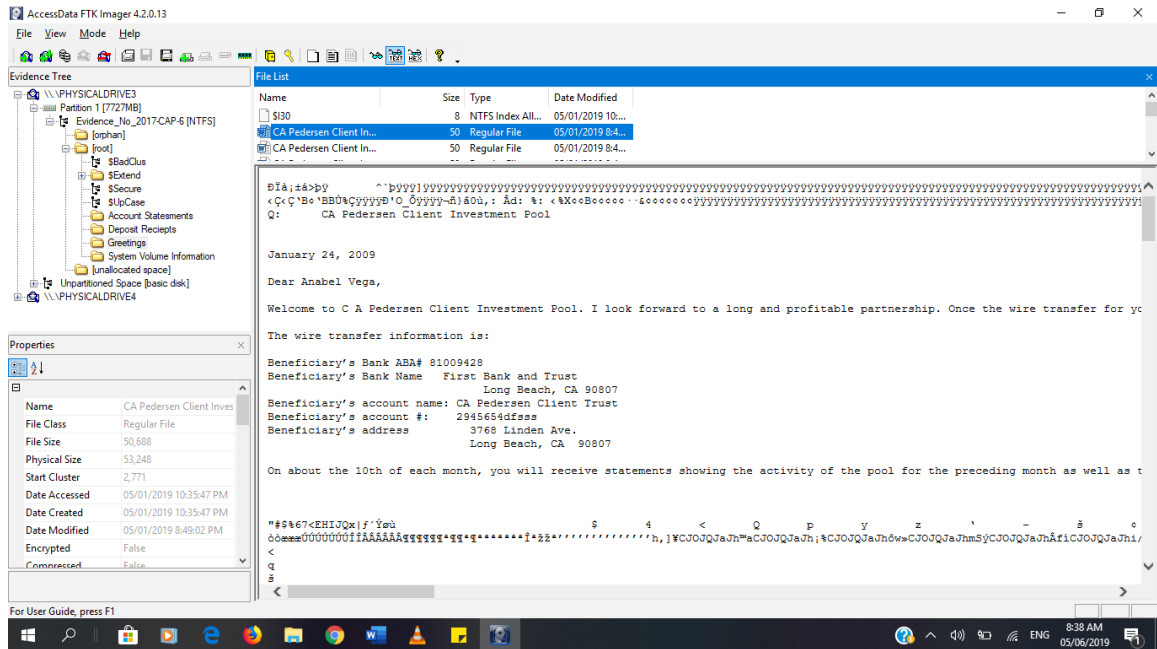 AccessData FTK Imager 4.2.0.13
File View Mode Help
Evidence Tree
\\.\PHYSICALDRIVE3
Partition 1 [7727MB]
Evidence_No_2017-CAP-6 [NTFS]
[orphan]
[root]
$BadClus
$Extend
$Secure
$UpCase
Account Statesments
Deposit Reciepts
Greetings
System Volume Information
[unallocated space]
Unpartitioned Space [basic disk]
\\.\PHYSICALDRIVE4
File List
Name Size Type Date Modified
$I30 8 NTFS Index All... 05/01/2019 10:...
CA Pedersen Client In... 50 Regular File 05/01/2019 8:4...
CA Pedersen Client In... 50 Regular File 05/01/2019 8:4...
Q: CA Pedersen Client Investment Pool
January 24, 2009
Dear Anabel Vega,
Welcome to C A Pedersen Client Investment Pool. I look forward to a long and profitable partnership. Once the wire transfer for yo
The wire transfer information is:
Beneficiary's Bank ABA# 81009428
Beneficiary's Bank Name First Bank and Trust
Long Beach, CA 90807
Beneficiary's account name: CA Pedersen Client Trust
Beneficiary's account #: 2945654dfsss
Beneficiary's address 3768 Linden Ave.
Long Beach, CA 90807
On about the 10th of each month, you will receive statements showing the activity of the pool for the preceding month as well as t
Properties
Name CA Pedersen Client Inves
File Class Regular File
File Size 50,688
Physical Size 53,248
Start Cluster 2,771
Date Accessed 05/01/2019 10:35:47 PM
Date Created 05/01/2019 10:35:47 PM
Date Modified 05/01/2019 8:49:02 PM
Encrypted False
Compressed False
For User Guide, press F1
ENG
8:38 AM
05/06/2019